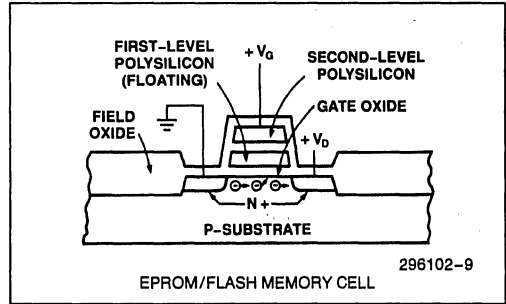 FIRST-LEVEL
POLYSILICON
(FLOATING)
+ VG
SECOND-LEVEL
POLYSILICON
GATE OXIDE
FIELD
OXIDE
+ VD
N +
P-SUBSTRATE
296102-9
EPROM/FLASH MEMORY CELL